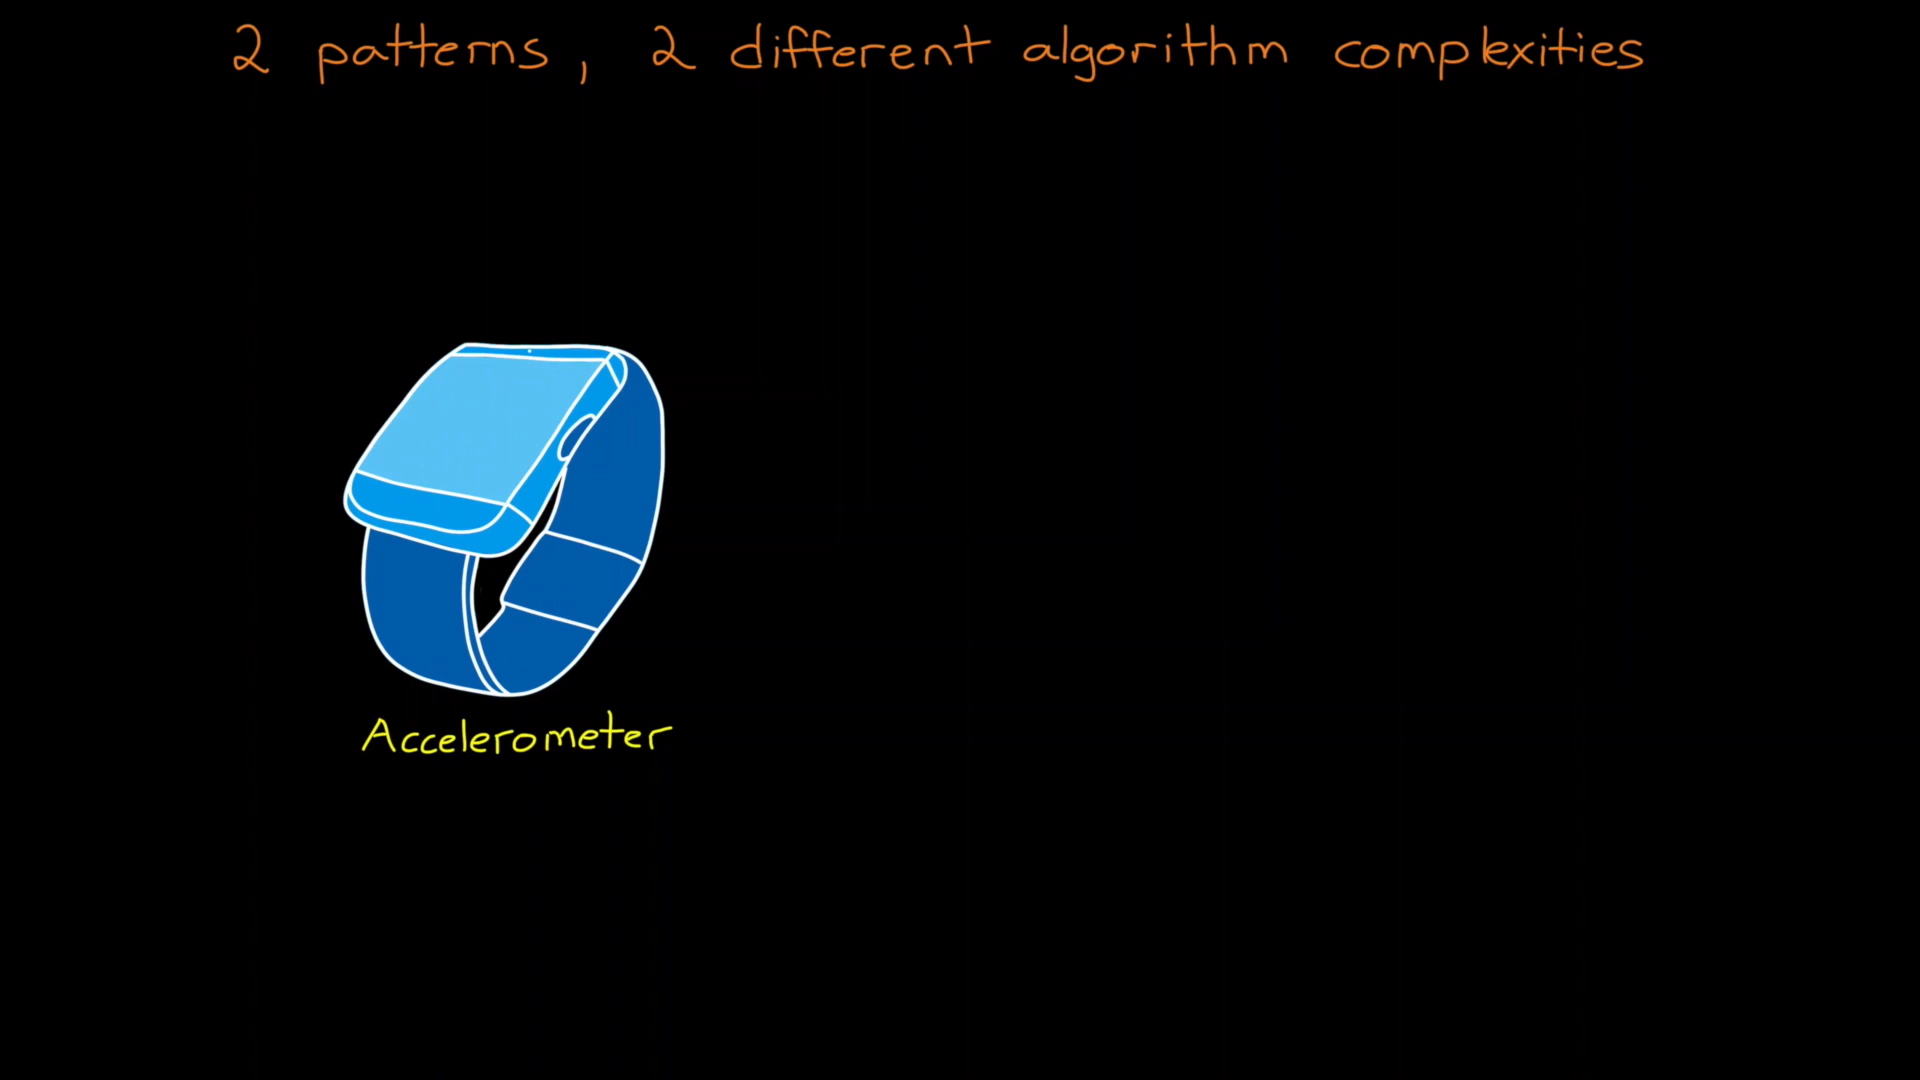 2 patterns, 2 different algorithm complexities
Accelerometer